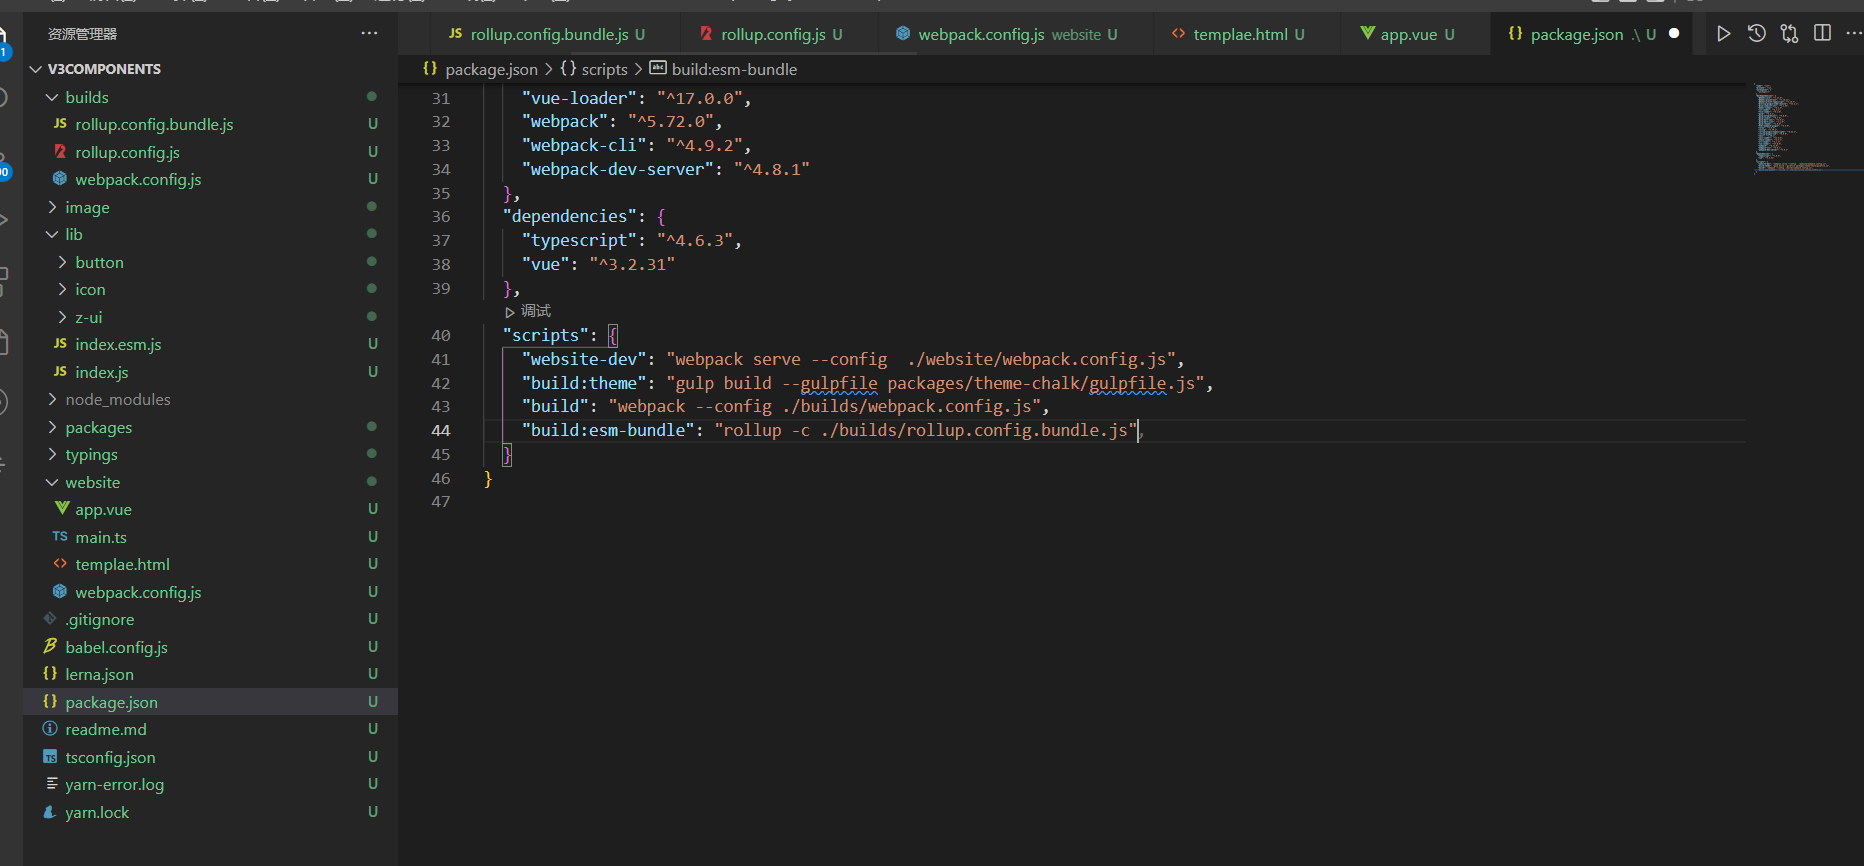 资源管理器
V3COMPONENTS
builds
JS rollup.config.bundle.js U
rollup.config.js U
webpack.config.js U
image
lib
button
icon
z-ui
JS index.esm.js U
JS index.js U
node_modules
packages
typings
website
app.vue U
TS main.ts U
templae.html U
webpack.config.js U
.gitignore U
babel.config.js U
lerna.json U
package.json U
readme.md U
tsconfig.json U
yarn-error.log U
yarn.lock U
JS rollup.config.bundle.js U
rollup.config.js U
webpack.config.js website U
templae.html U
app.vue U
{} package.json .\ U
{} package.json > {} scripts > abc build:esm-bundle
31 "vue-loader": "^17.0.0",
32 "webpack": "^5.72.0",
33 "webpack-cli": "^4.9.2",
34 "webpack-dev-server": "^4.8.1"
35 },
36 "dependencies": {
37 "typescript": "^4.6.3",
38 "vue": "^3.2.31"
39 },
调试
40 "scripts": {
41 "website-dev": "webpack serve --config  ./website/webpack.config.js",
42 "build:theme": "gulp build --gulpfile packages/theme-chalk/gulpfile.js",
43 "build": "webpack --config ./builds/webpack.config.js",
44 "build:esm-bundle": "rollup -c ./builds/rollup.config.bundle.js",
45 }
46 }
47